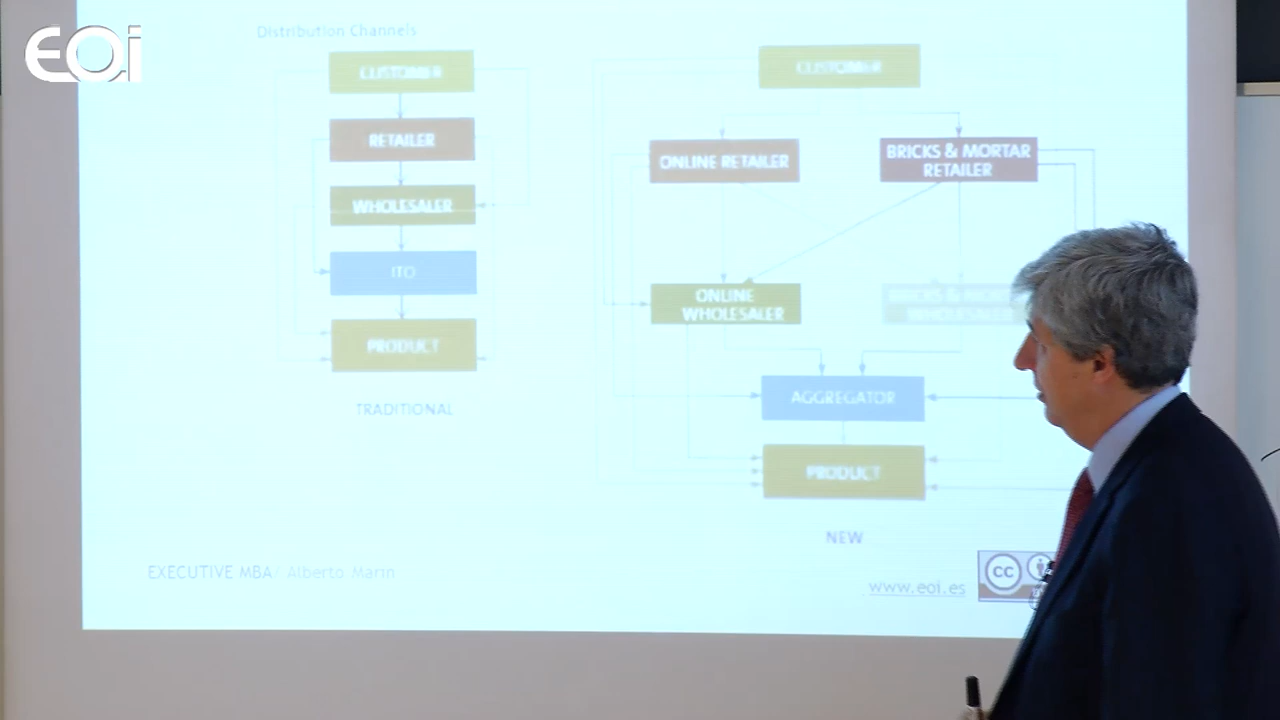 eoi
Distribution Channels
CUSTOMER
RETAILER
WHOLESALER
ITO
PRODUCT
TRADITIONAL
CUSTOMER
ONLINE RETAILER
BRICKS & MORTAR
RETAILER
ONLINE
WHOLESALER
BRICKS &
WHOLESALER
AGGREGATOR
PRODUCT
NEW
EXECUTIVE MBA/ Alberto Marín
www.eoi.es
cc